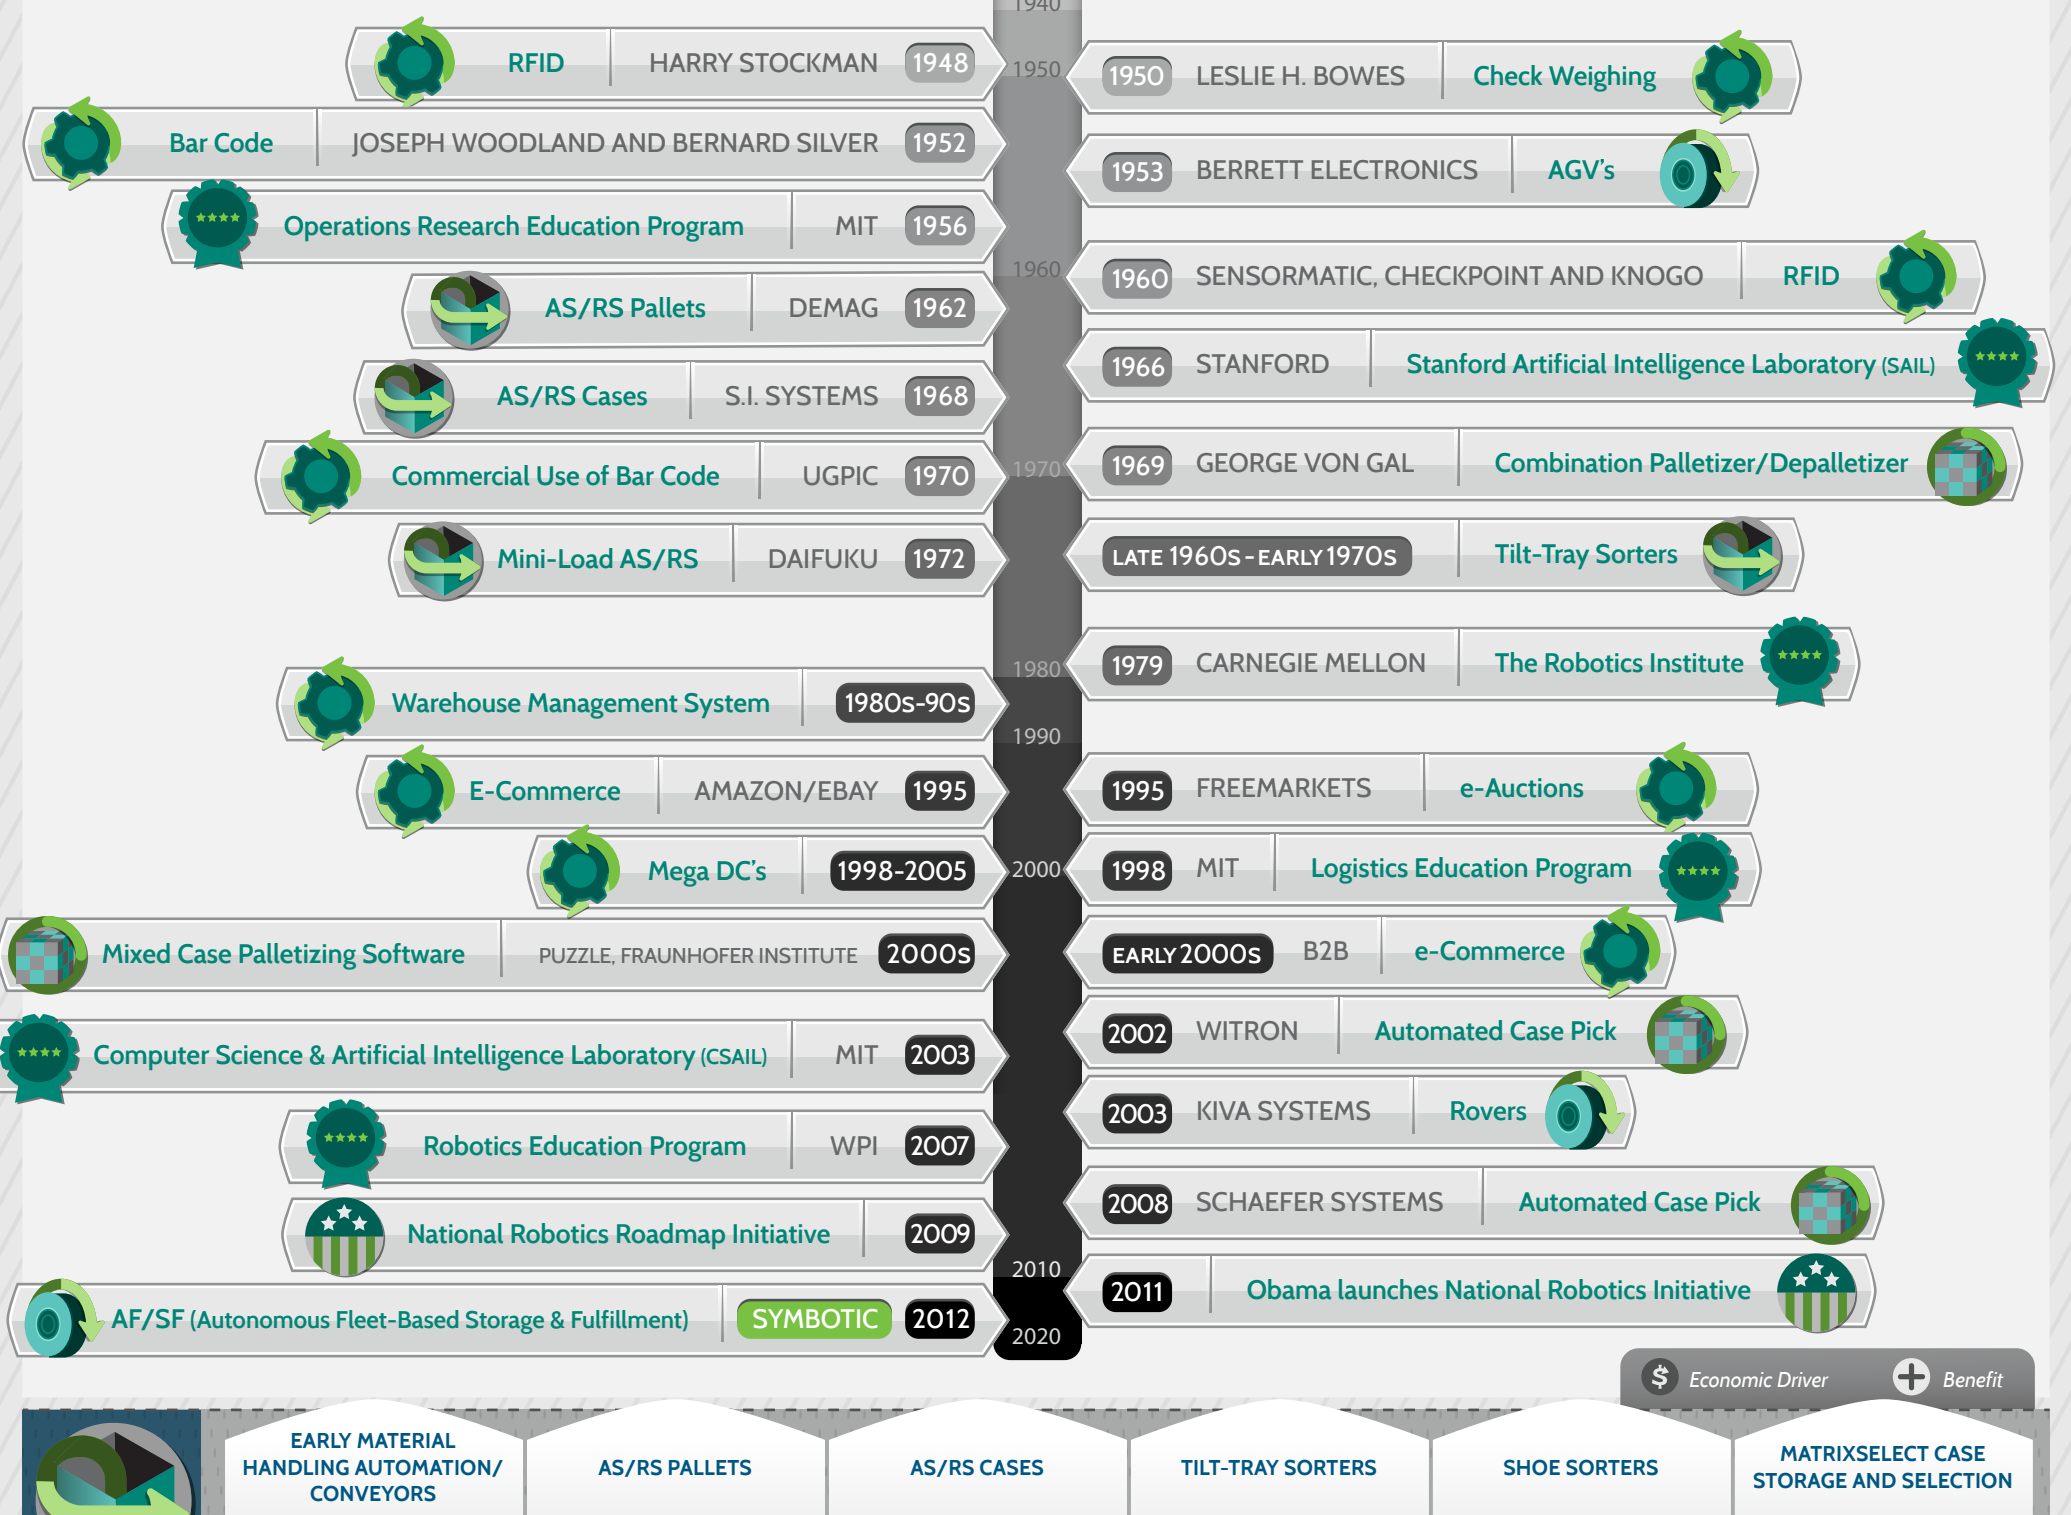 1940
RFID HARRY STOCKMAN 1948
1950
1950 LESLIE H. BOWES Check Weighing
Bar Code JOSEPH WOODLAND AND BERNARD SILVER 1952
1953 BERRETT ELECTRONICS AGV's
Operations Research Education Program MIT 1956
1960
1960 SENSORMATIC, CHECKPOINT AND KNOGO RFID
AS/RS Pallets DEMAG 1962
1966 STANFORD Stanford Artificial Intelligence Laboratory (SAIL)
AS/RS Cases S.I. SYSTEMS 1968
1969 GEORGE VON GAL Combination Palletizer/Depalletizer
Commercial Use of Bar Code UGPIC 1970
1970
LATE 1960s - EARLY 1970s Tilt-Tray Sorters
Mini-Load AS/RS DAIFUKU 1972
1979 CARNEGIE MELLON The Robotics Institute
1980
Warehouse Management System 1980s-90s
1990
E-Commerce AMAZON/EBAY 1995
1995 FREEMARKETS e-Auctions
Mega DC's 1998-2005
2000
1998 MIT Logistics Education Program
Mixed Case Palletizing Software PUZZLE, FRAUNHOFER INSTITUTE 2000s
EARLY 2000s B2B e-Commerce
2002 WITRON Automated Case Pick
Computer Science & Artificial Intelligence Laboratory (CSAIL) MIT 2003
2003 KIVA SYSTEMS Rovers
Robotics Education Program WPI 2007
2008 SCHAEFER SYSTEMS Automated Case Pick
National Robotics Roadmap Initiative 2009
2010
2011 Obama launches National Robotics Initiative
AF/SF (Autonomous Fleet-Based Storage & Fulfillment) SYMBOTIC 2012
2020
$ Economic Driver + Benefit
EARLY MATERIAL
HANDLING AUTOMATION/
CONVEYORS
AS/RS PALLETS
AS/RS CASES
TILT-TRAY SORTERS
SHOE SORTERS
MATRIXSELECT CASE
STORAGE AND SELECTION